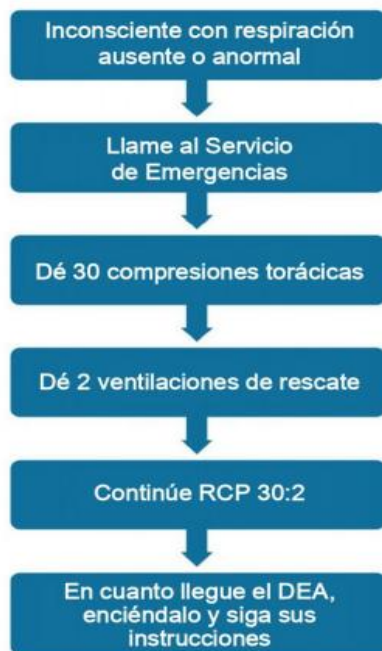 Inconsciente con respiración
ausente o anormal
Llame al Servicio
de Emergencias
Dé 30 compresiones torácicas
Dé 2 ventilaciones de rescate
Continúe RCP 30:2
En cuanto llegue el DEA,
enciéndalo y siga sus
instrucciones